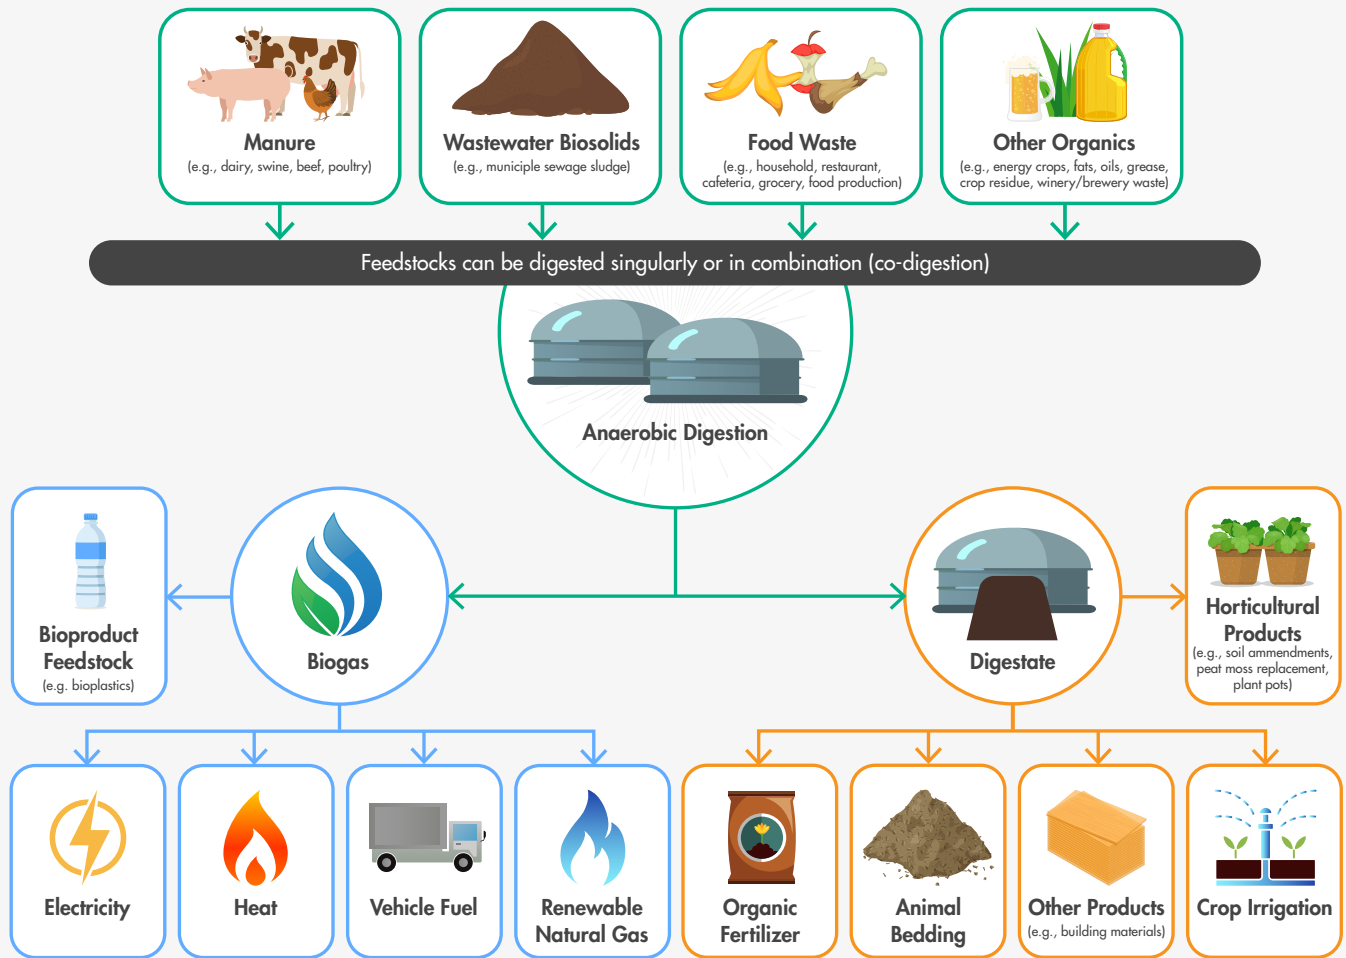 Manure
(e.g., dairy, swine, beef, poultry)
Wastewater Biosolids
(e.g., municiple sewage sludge)
Food Waste
(e.g., household, restaurant,
cafeteria, grocery, food production)
Other Organics
(e.g., energy crops, fats, oils, grease,
crop residue, winery/brewery waste)
Feedstocks can be digested singularly or in combination (co-digestion)
Anaerobic Digestion
Bioproduct
Feedstock
(e.g. bioplastics)
Biogas
Digestate
Horticultural
Products
(e.g., soil ammendments,
peat moss replacement,
plant pots)
Electricity
Heat
Vehicle Fuel
Renewable
Natural Gas
Organic
Fertilizer
Animal
Bedding
Other Products
(e.g., building materials)
Crop Irrigation